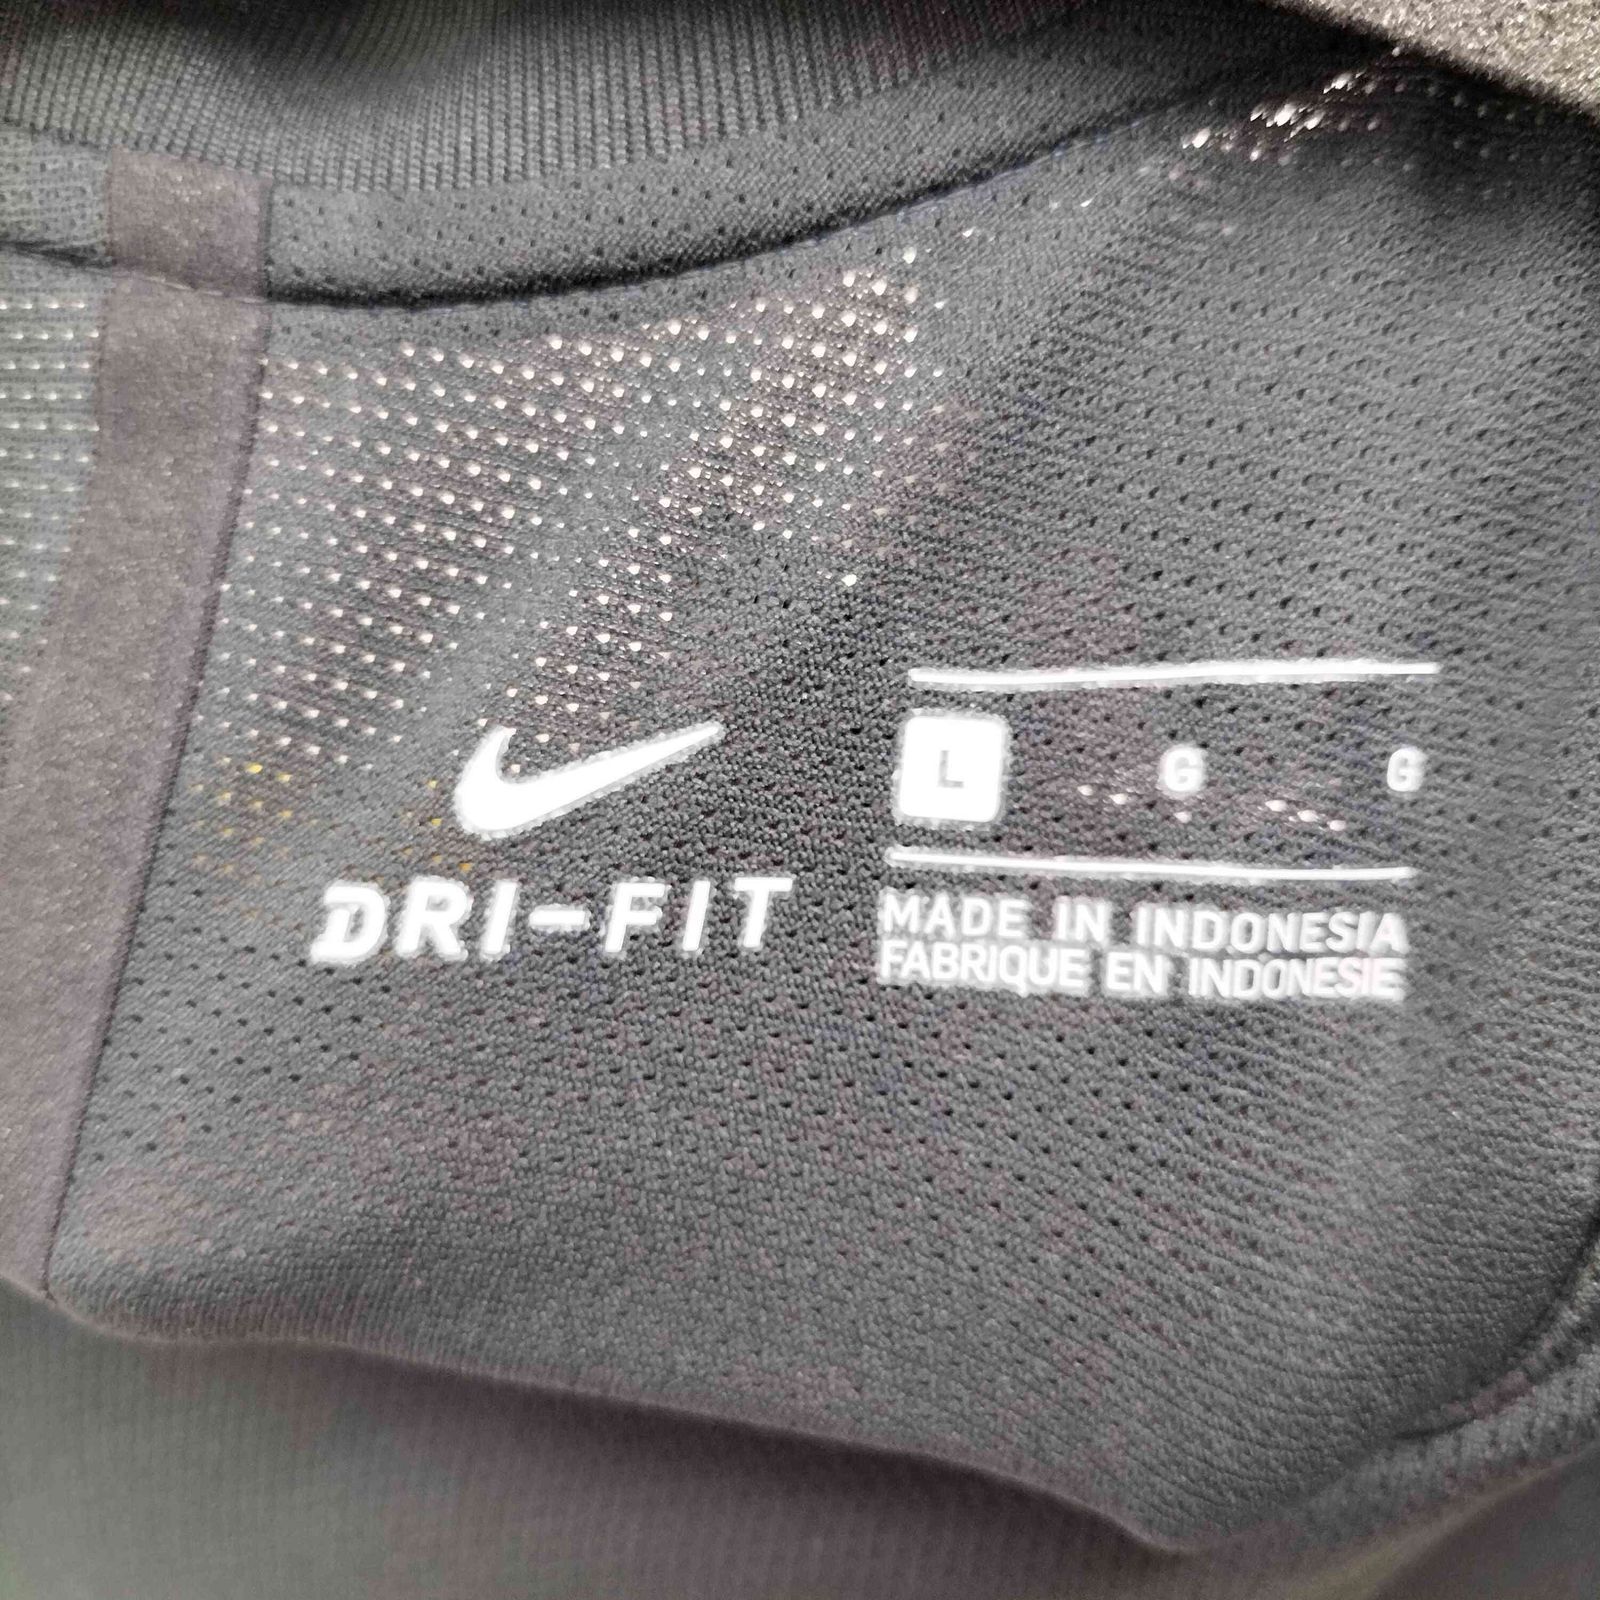 DRI-FIT
L G G
MADE IN INDONESIA
FABRIQUE EN INDONESIE